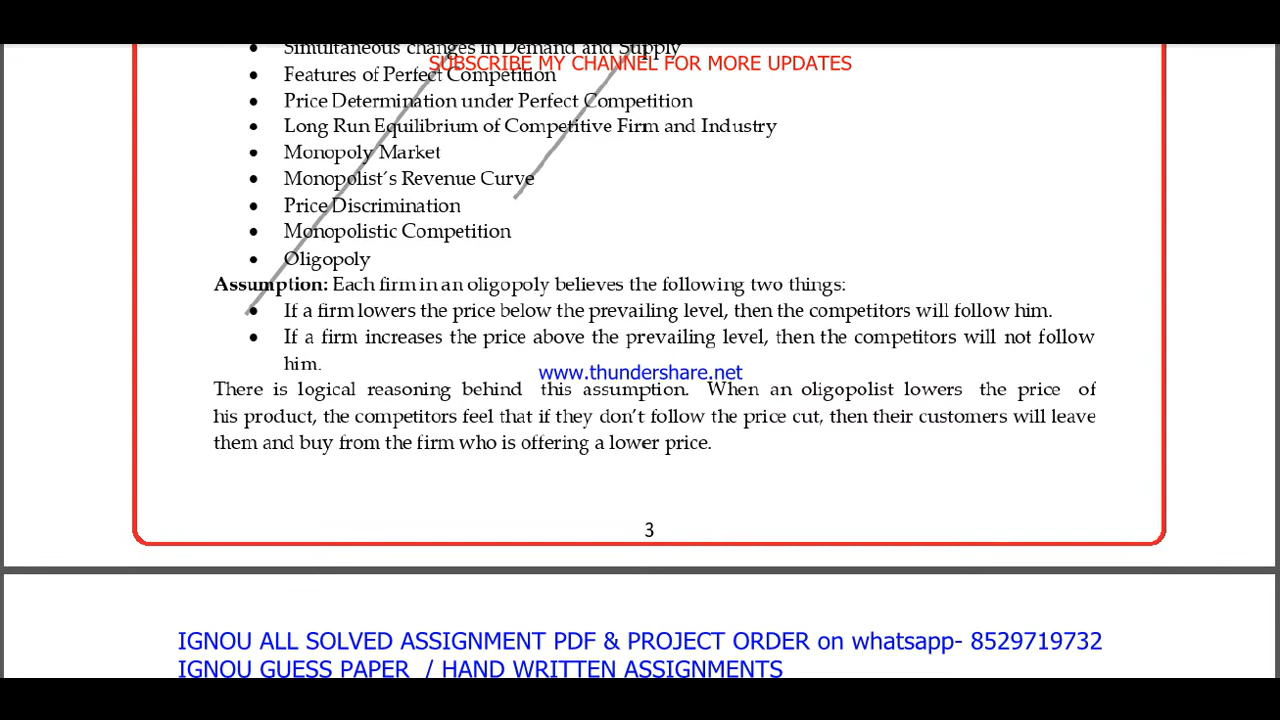 • Simultaneous changes in Demand and Supply
SUBSCRIBE MY CHANNEL FOR MORE UPDATES
• Features of Perfect Competition
• Price Determination under Perfect Competition
• Long Run Equilibrium of Competitive Firm and Industry
• Monopoly Market
• Monopolist's Revenue Curve
• Price Discrimination
• Monopolistic Competition
• Oligopoly
Assumption: Each firm in an oligopoly believes the following two things:
• If a firm lowers the price below the prevailing level, then the competitors will follow him.
• If a firm increases the price above the prevailing level, then the competitors will not follow
him.
www.thundershare.net
There is logical reasoning behind this assumption. When an oligopolist lowers the price of
his product, the competitors feel that if they don't follow the price cut, then their customers will leave
them and buy from the firm who is offering a lower price.
3
IGNOU ALL SOLVED ASSIGNMENT PDF & PROJECT ORDER on whatsapp- 8529719732
IGNOU GUESS PAPER / HAND WRITTEN ASSIGNMENTS